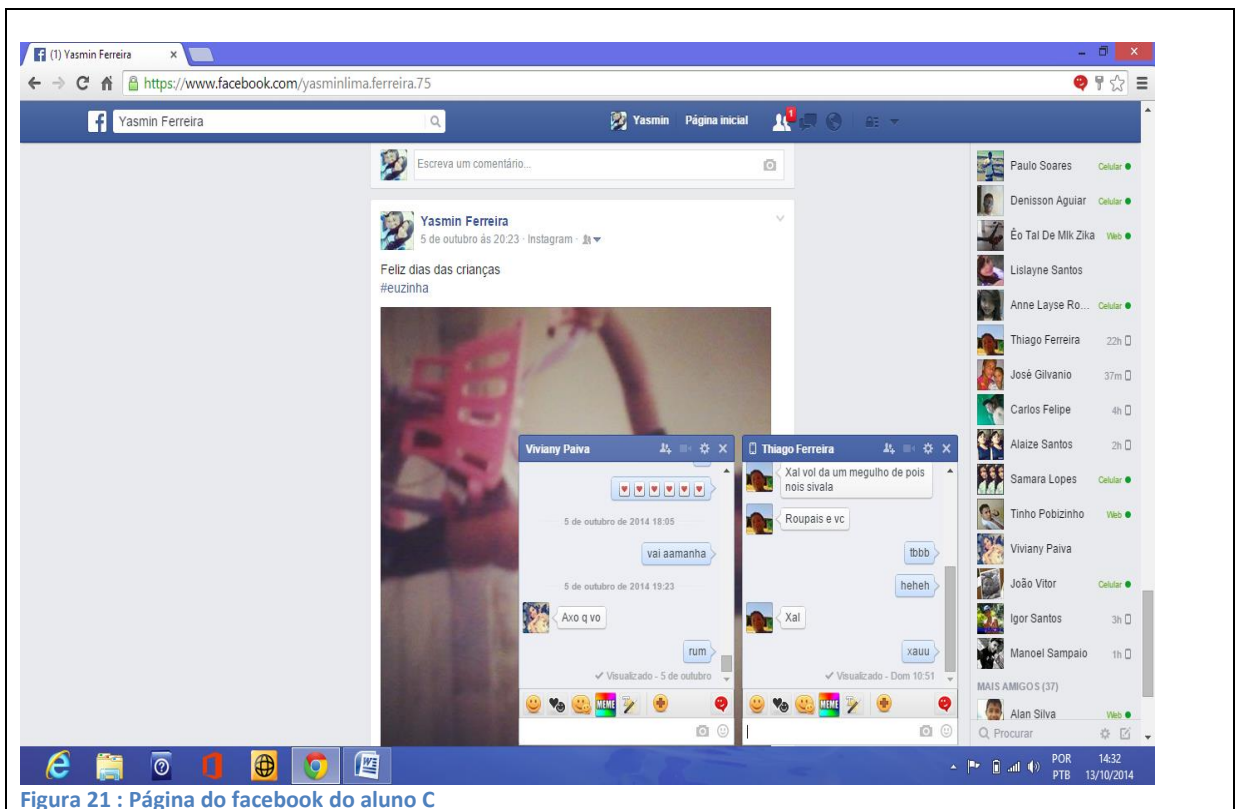 (1) Yasmin Ferreira
https://www.facebook.com/yasminlima.ferreira.75
Yasmin Ferreira
Yasmin Página inicial 1
Escreva um comentário...
Yasmin Ferreira
5 de outubro às 20:23 · Instagram ·
Feliz dias das crianças
#euzinha
Viviany Paiva
5 de outubro de 2014 18:05
vai aamanha
5 de outubro de 2014 19:23
Axo q vo
rum
Visualizado - 5 de outubro
MEME
Thiago Ferreira
Xal vol da um megulho de pois
nois sivala
Roupais e vc
tbbb
heheh
Xal
xauu
Visualizado - Dom 10:51
MEME
Paulo Soares Celular
Denisson Aguiar Celular
Êo Tal De Mlk Zika Web
Lislayne Santos
Anne Layse Ro... Celular
Thiago Ferreira 22h
Josè Gilvanio 37m
Carlos Felipe 4h
Alaize Santos 2h
Samara Lopes Celular
Tinho Pobizinho Web
Viviany Paiva
João Vitor Celular
Igor Santos 3h
Manoel Sampaio 1h
MAIS AMIGOS (37)
Alan Silva Web
Procurar
POR 14:32
PTB 13/10/2014
Figura 21 : Página do facebook do aluno C